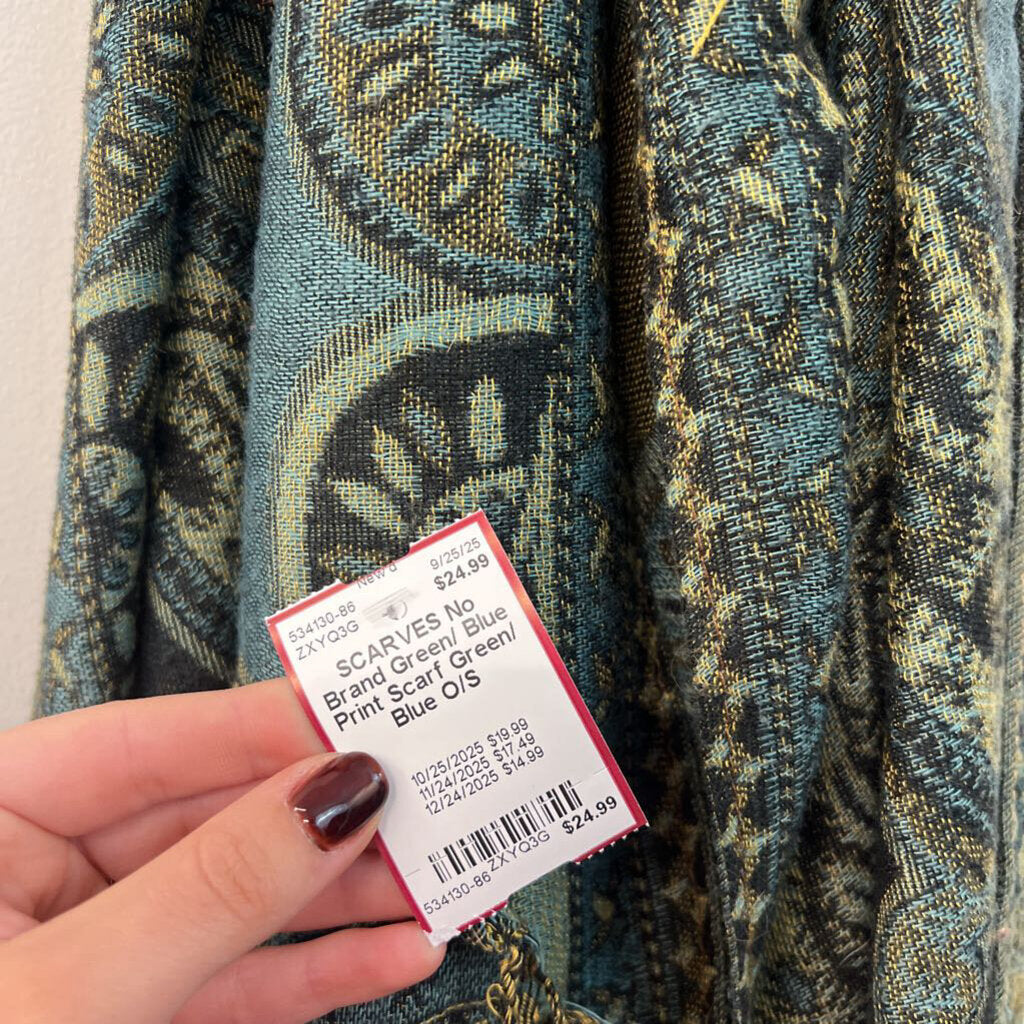 New d 9/25/25
534130-86 $24.99
ZXYQ3G
SCARVES No
Brand Green/ Blue
Print Scarf Green/
Blue O/S
10/25/2025 $19.99
11/24/2025 $17.49
12/24/2025 $14.99
534130-86 ZXYQ3G $24.99